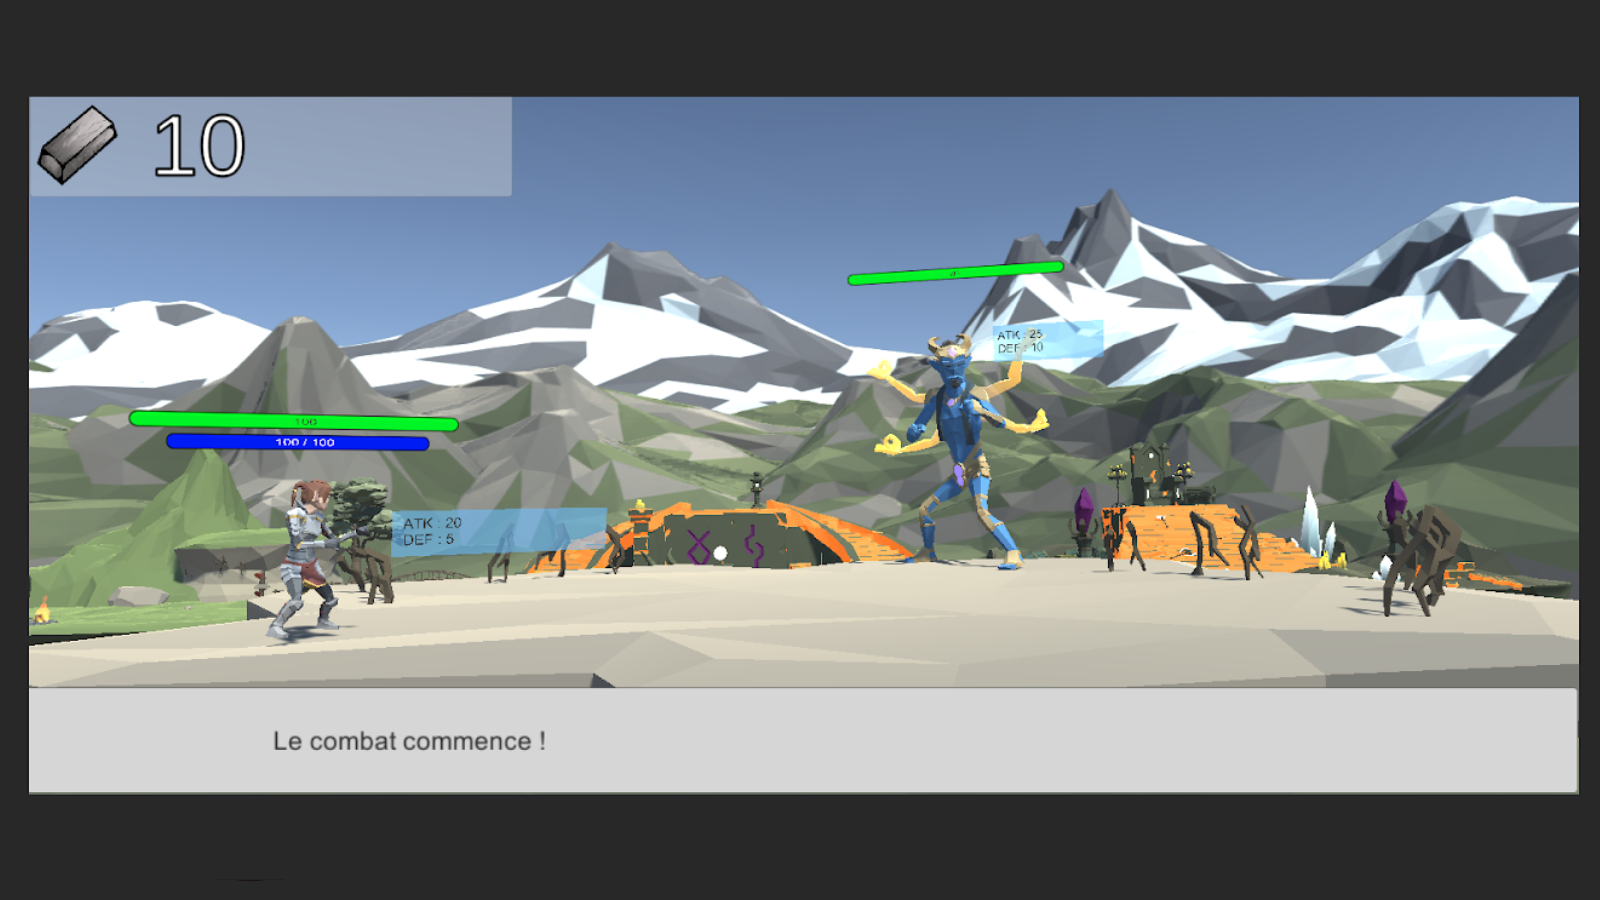 10
ATK : 25
DEF : 10
100
100 / 100
ATK : 20
DEF : 5
Le combat commence !